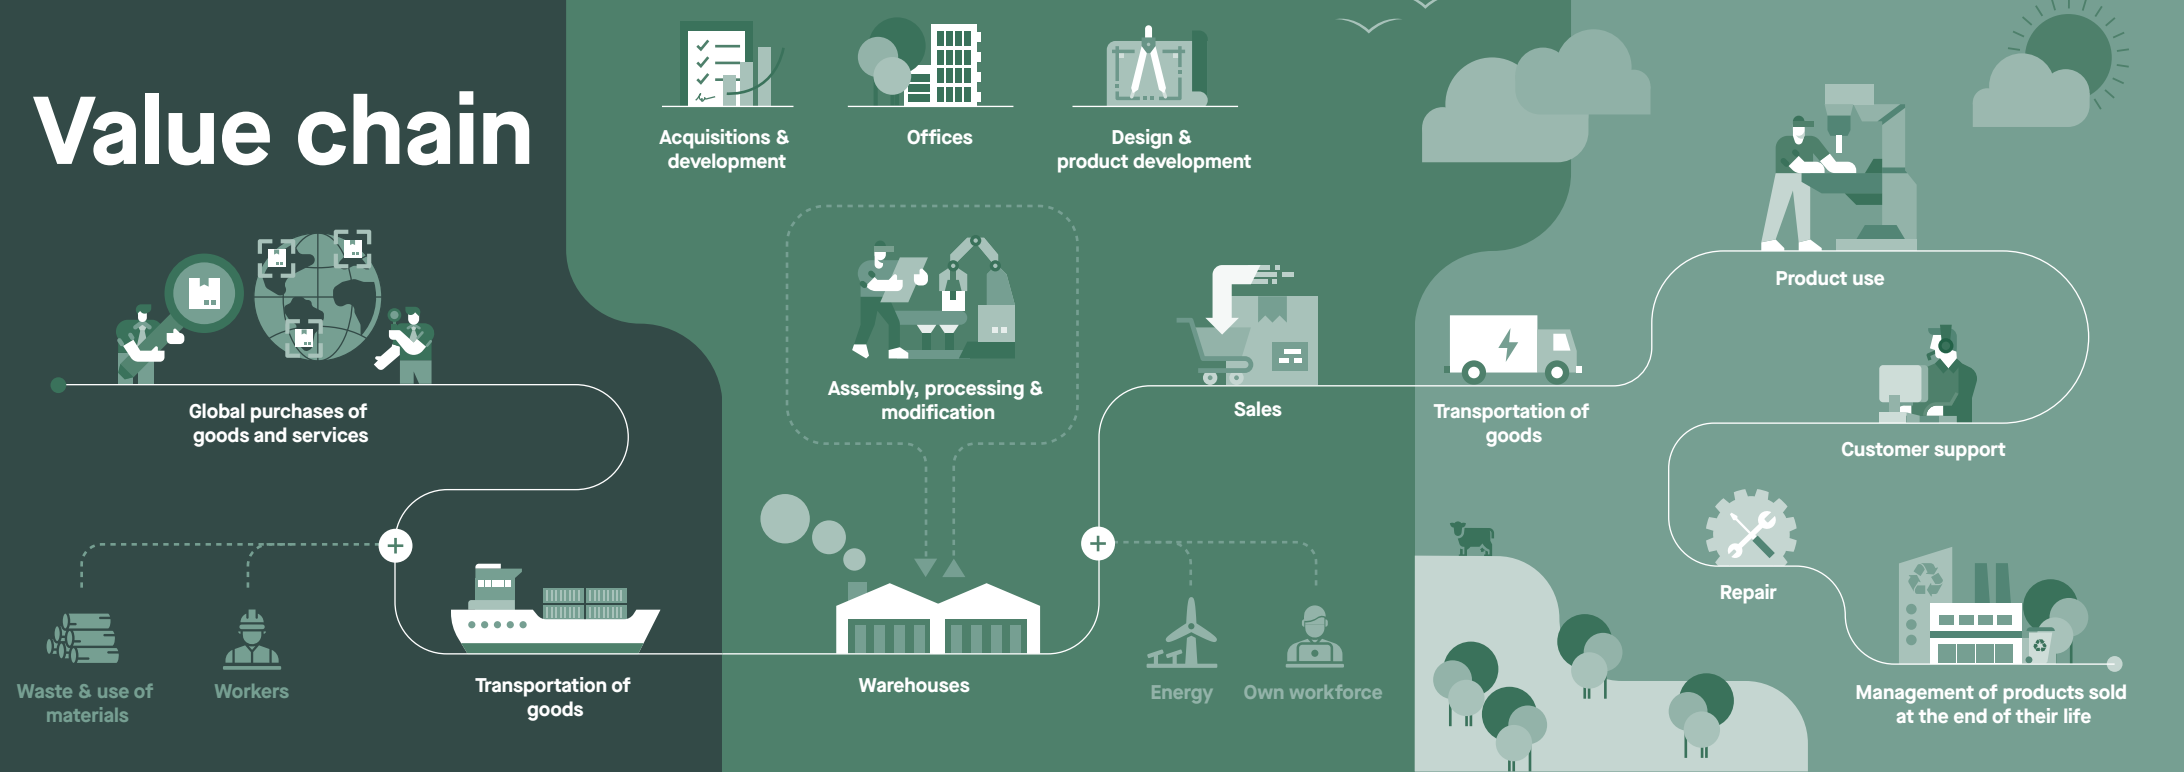 Value chain
Acquisitions &
development
Offices
Design &
product development
Global purchases of
goods and services
Assembly, processing &
modification
Sales
Transportation of
goods
Product use
Customer support
Repair
Waste & use of
materials
Workers
Transportation of
goods
Warehouses
Energy
Own workforce
Management of products sold
at the end of their life